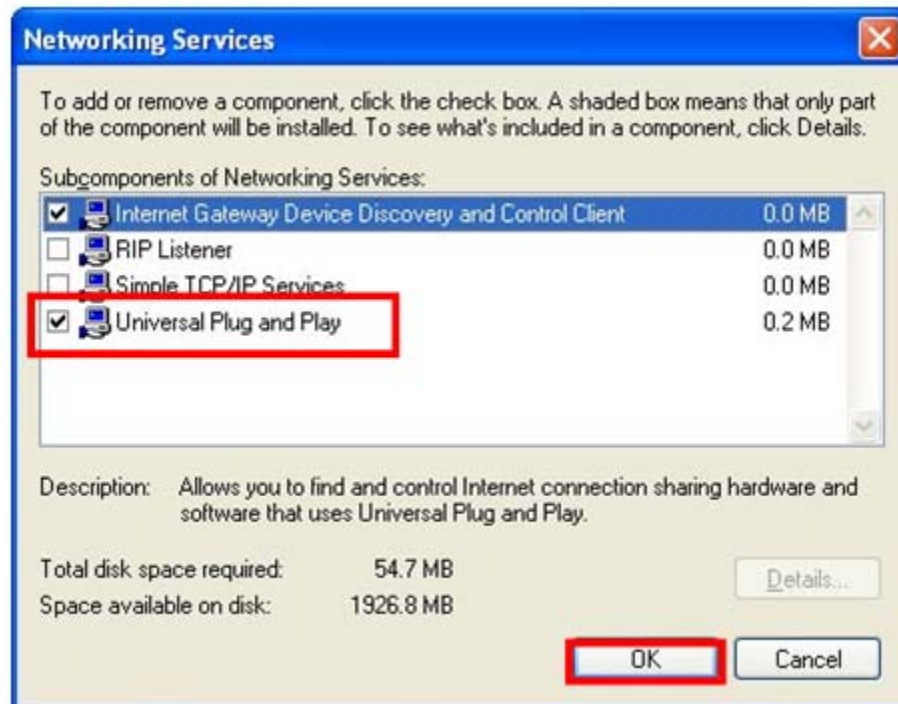 Networking Services
To add or remove a component, click the check box. A shaded box means that only part
of the component will be installed. To see what's included in a component, click Details.
Subcomponents of Networking Services:
Internet Gateway Device Discovery and Control Client 0.0 MB
RIP Listener 0.0 MB
Simple TCP/IP Services 0.0 MB
Universal Plug and Play 0.2 MB
Description: Allows you to find and control Internet connection sharing hardware and
software that uses Universal Plug and Play.
Total disk space required: 54.7 MB
Space available on disk: 1926.8 MB
Details...
OK Cancel